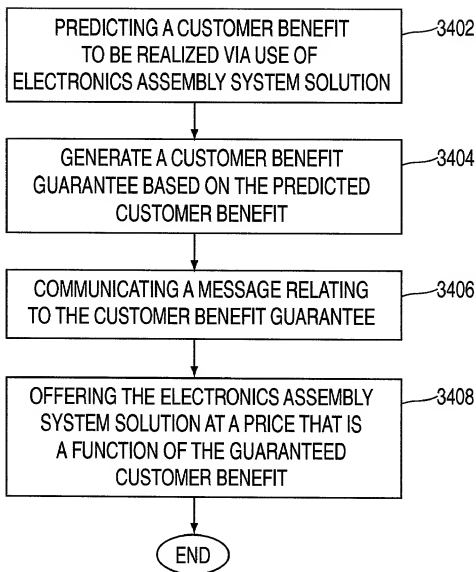 PREDICTING A CUSTOMER BENEFIT
TO BE REALIZED VIA USE OF
ELECTRONICS ASSEMBLY SYSTEM SOLUTION
3402
GENERATE A CUSTOMER BENEFIT
GUARANTEE BASED ON THE PREDICTED
CUSTOMER BENEFIT
3404
COMMUNICATING A MESSAGE RELATING
TO THE CUSTOMER BENEFIT GUARANTEE
3406
OFFERING THE ELECTRONICS ASSEMBLY
SYSTEM SOLUTION AT A PRICE THAT IS
A FUNCTION OF THE GUARANTEED
CUSTOMER BENEFIT
3408
END